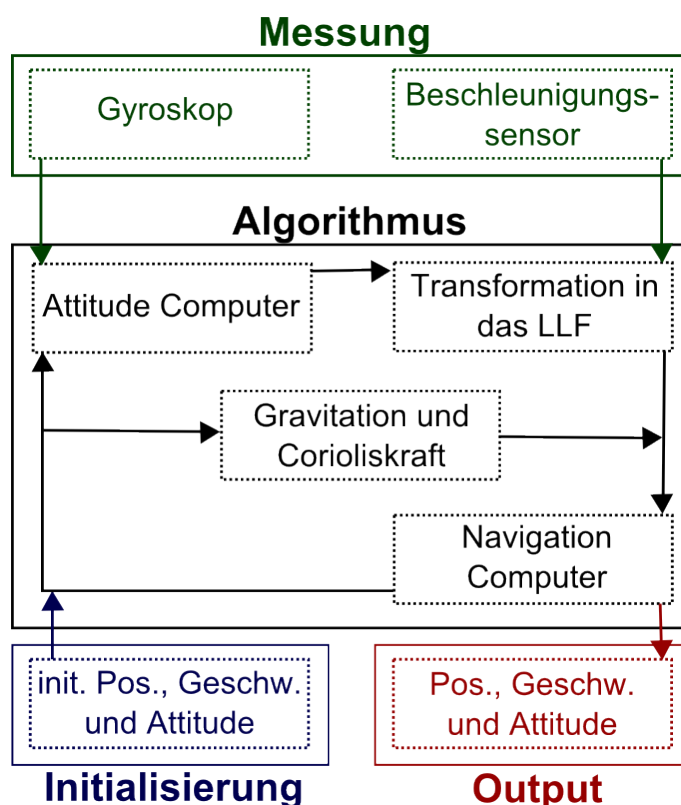 Messung
Gyroskop
Beschleunigungs-
sensor
Algorithmus
Attitude Computer
Transformation in
das LLF
Gravitation und
Corioliskraft
Navigation
Computer
init. Pos., Geschw.
und Attitude
Initialisierung
Pos., Geschw.
und Attitude
Output